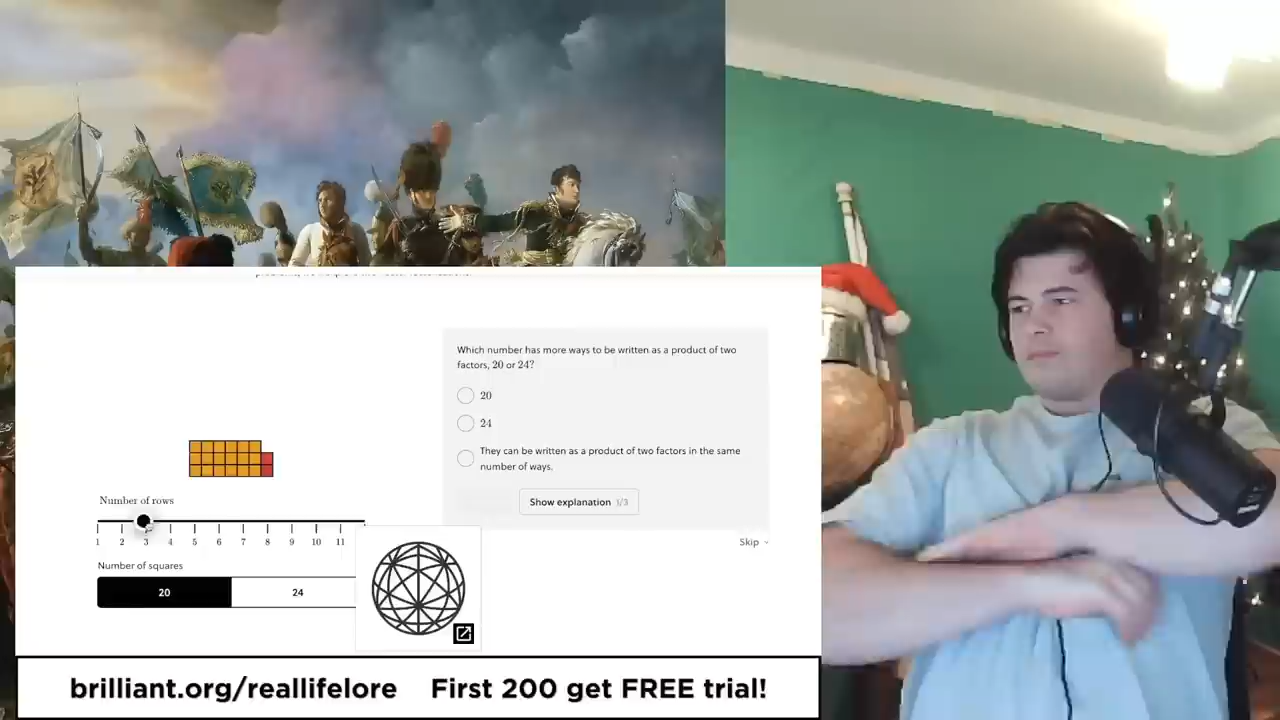 Which number has more ways to be written as a product of two
factors, 20 or 24?
20
24
They can be written as a product of two factors in the same
number of ways.
Show explanation 1/3
Skip
Number of rows
1 2 3 4 5 6 7 8 9 10 11
Number of squares
20 24
brilliant.org/reallifelore First 200 get FREE trial!